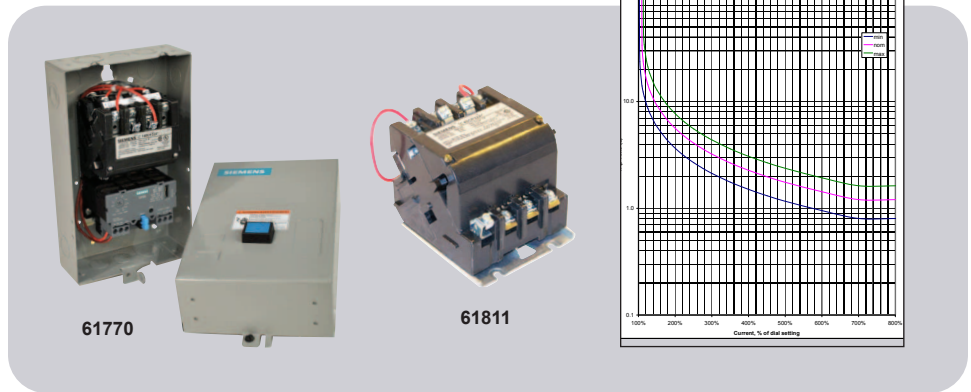 SIEMENS
61770
61811
min
nom
max
10.0
1.0
0.1
100% 200% 300% 400% 500% 600% 700% 800%
Current, % of dial setting